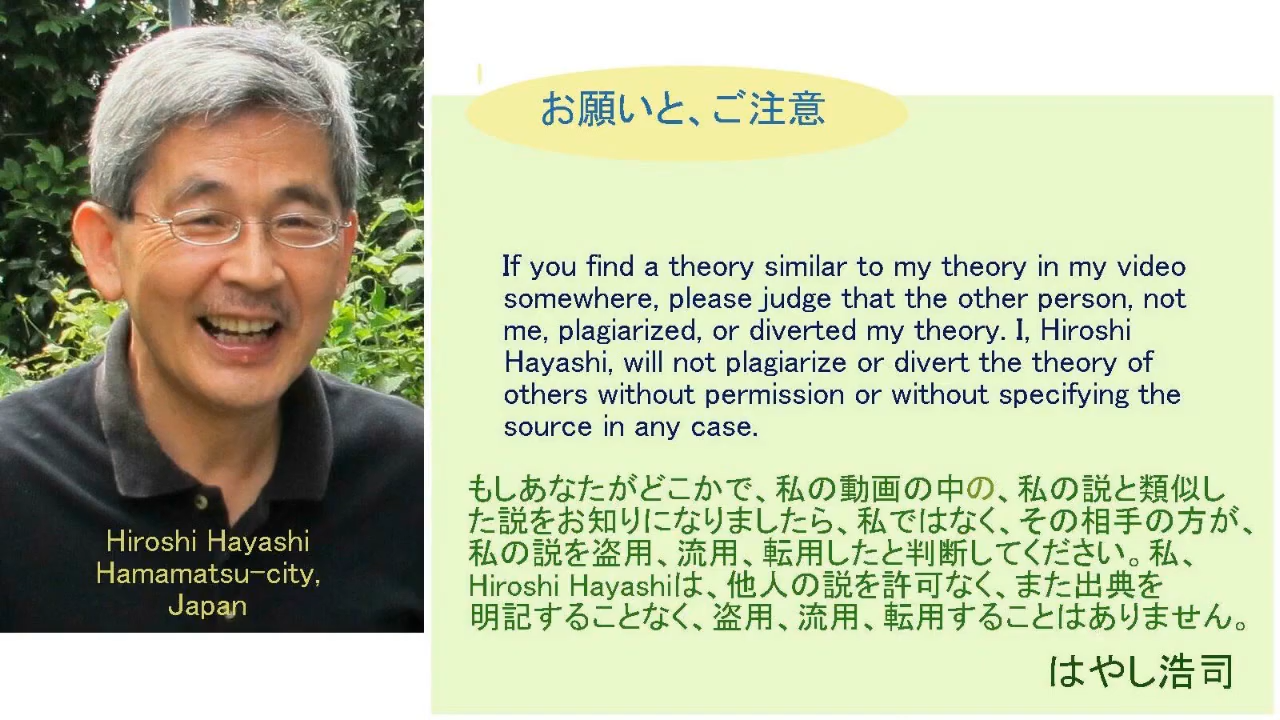 Hiroshi Hayashi
Hamamatsu-city,
Japan
お願いと、ご注意
If you find a theory similar to my theory in my video
somewhere, please judge that the other person, not
me, plagiarized, or diverted my theory. I, Hiroshi
Hayashi, will not plagiarize or divert the theory of
others without permission or without specifying the
source in any case.
もしあなたがどこかで、私の動画の中の、私の説と類似し
た説をお知りになりましたら、私ではなく、その相手の方が、
私の説を盗用、流用、転用したと判断してください。私、
Hiroshi Hayashiは、他人の説を許可なく、また出典を
明記することなく、盗用、流用、転用することはありません。
はやし浩司